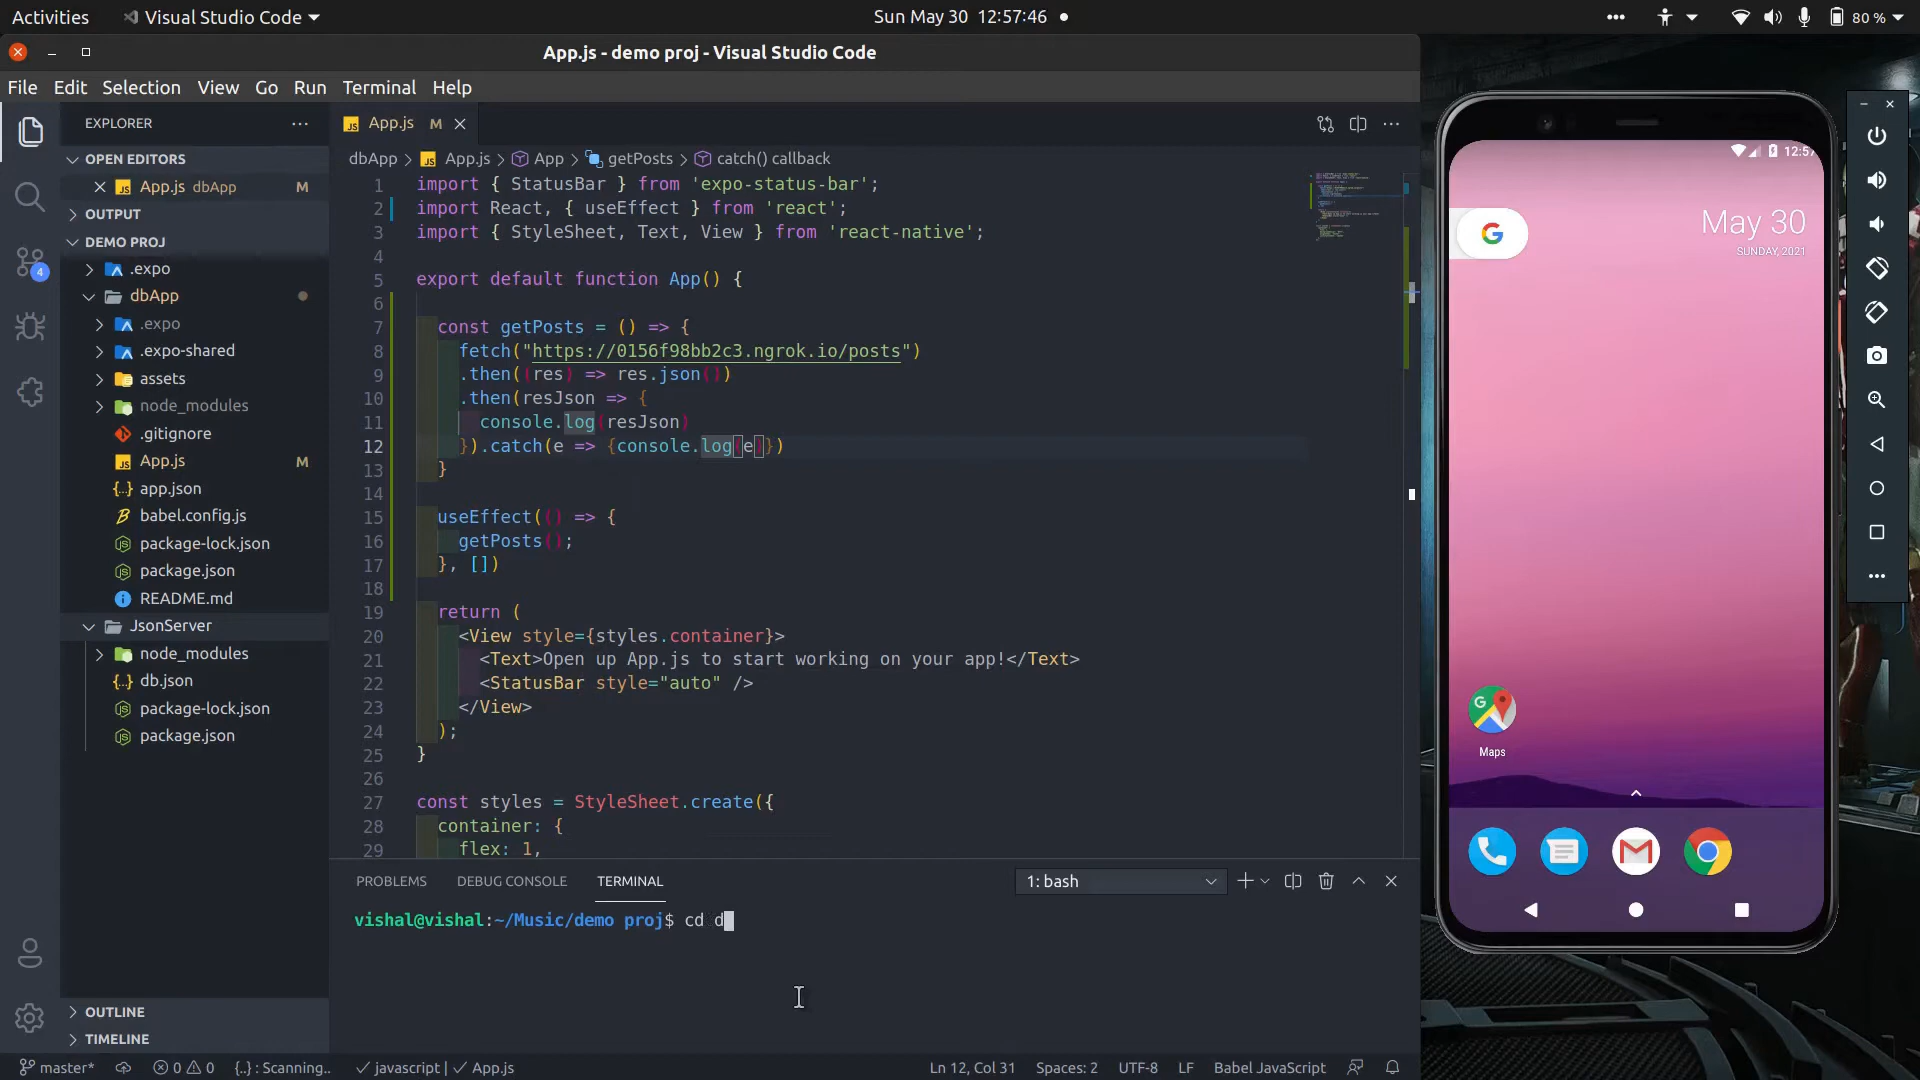 Activities Visual Studio Code Sun May 30 12:57:46 80 %
App.js - demo proj - Visual Studio Code
File Edit Selection View Go Run Terminal Help
EXPLORER
OPEN EDITORS
App.js dbApp M
OUTPUT
DEMO PROJ
.expo
dbApp
.expo
.expo-shared
assets
node_modules
.gitignore
App.js M
app.json
babel.config.js
package-lock.json
package.json
README.md
JsonServer
node_modules
db.json
package-lock.json
package.json
OUTLINE
TIMELINE
4
App.js M
dbApp > App.js > App > getPosts > catch() callback
1 import { StatusBar } from 'expo-status-bar';
2 import React, { useEffect } from 'react';
3 import { StyleSheet, Text, View } from 'react-native';
4
5 export default function App() {
6
7 const getPosts = () => {
8 fetch("https://0156f98bb2c3.ngrok.io/posts")
9 .then((res) => res.json())
10 .then(resJson => {
11 console.log(resJson)
12 }).catch(e => {console.log(e)})
13 }
14
15 useEffect(() => {
16 getPosts();
17 }, [])
18
19 return (
20 <View style={styles.container}>
21 <Text>Open up App.js to start working on your app!</Text>
22 <StatusBar style="auto" />
23 </View>
24 );
25 }
26
27 const styles = StyleSheet.create({
28 container: {
29 flex: 1,
PROBLEMS DEBUG CONSOLE TERMINAL 1: bash
vishal@vishal:~/Music/demo proj$ cd d
master* 0 0 {..} : Scanning.. javascript | App.js Ln 12, Col 31 Spaces: 2 UTF-8 LF Babel JavaScript
12:57
May 30
SUNDAY, 2021
Maps